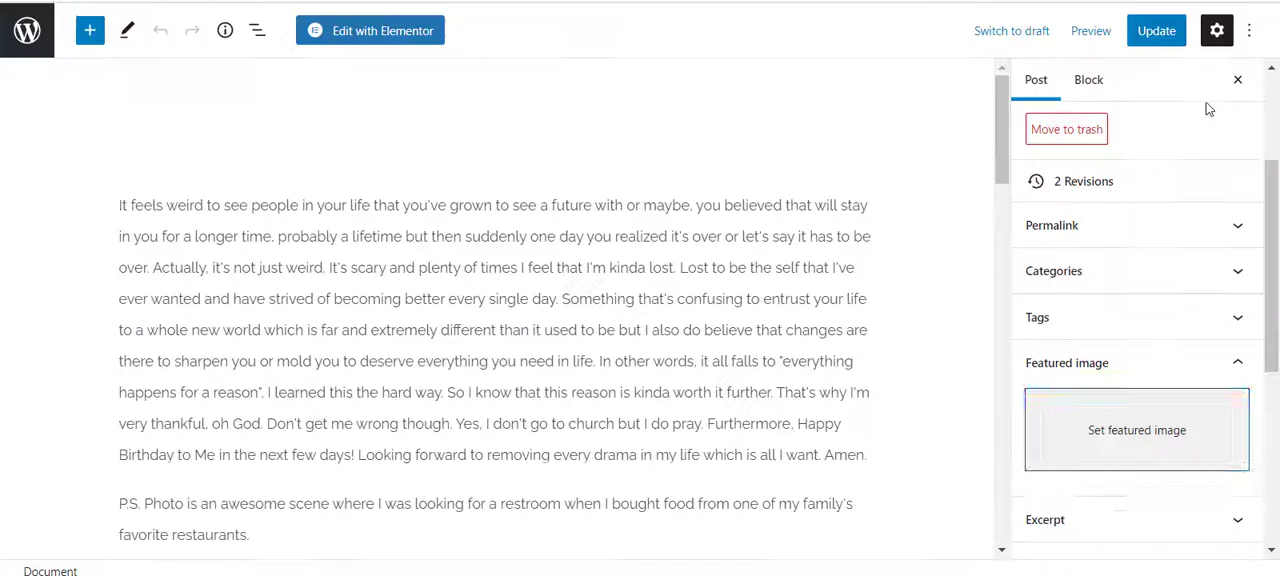 Edit with Elementor
Switch to draft
Preview
Update
Post
Block
Move to trash
2 Revisions
Permalink
Categories
Tags
Featured image
Set featured image
Excerpt
It feels weird to see people in your life that you've grown to see a future with or maybe, you believed that will stay
in you for a longer time, probably a lifetime but then suddenly one day you realized it's over or let's say it has to be
over. Actually, it's not just weird. It's scary and plenty of times I feel that I'm kinda lost. Lost to be the self that I've
ever wanted and have strived of becoming better every single day. Something that's confusing to entrust your life
to a whole new world which is far and extremely different than it used to be but I also do believe that changes are
there to sharpen you or mold you to deserve everything you need in life. In other words, it all falls to "everything
happens for a reason". I learned this the hard way. So I know that this reason is kinda worth it further. That's why I'm
very thankful, oh God. Don't get me wrong though. Yes, I don't go to church but I do pray. Furthermore, Happy
Birthday to Me in the next few days! Looking forward to removing every drama in my life which is all I want. Amen.
P.S. Photo is an awesome scene where I was looking for a restroom when I bought food from one of my family's
favorite restaurants.
Document